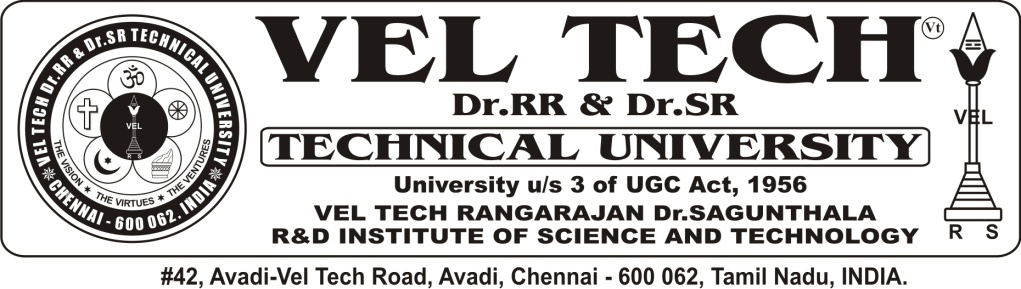 VEL TECH DR.RR & Dr.SR TECHNICAL UNIVERSITY
CHENNAI - 600 062. INDIA
THE VISION ★ THE VIRTUES ★ THE VENTURES
VEL
R S
VEL TECH Vt
Dr.RR & Dr.SR
TECHNICAL UNIVERSITY
University u/s 3 of UGC Act, 1956
VEL TECH RANGARAJAN Dr.SAGUNTHALA
R&D INSTITUTE OF SCIENCE AND TECHNOLOGY
VEL
R S
#42, Avadi-Vel Tech Road, Avadi, Chennai - 600 062, Tamil Nadu, INDIA.